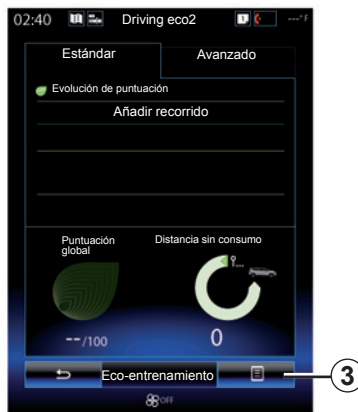 02:40 Driving eco2 1 ---°F
Estándar Avanzado
Evolución de puntuación
Añadir recorrido
Puntuación global
Distancia sin consumo
--/100
0
Eco-entrenamiento
3
OFF